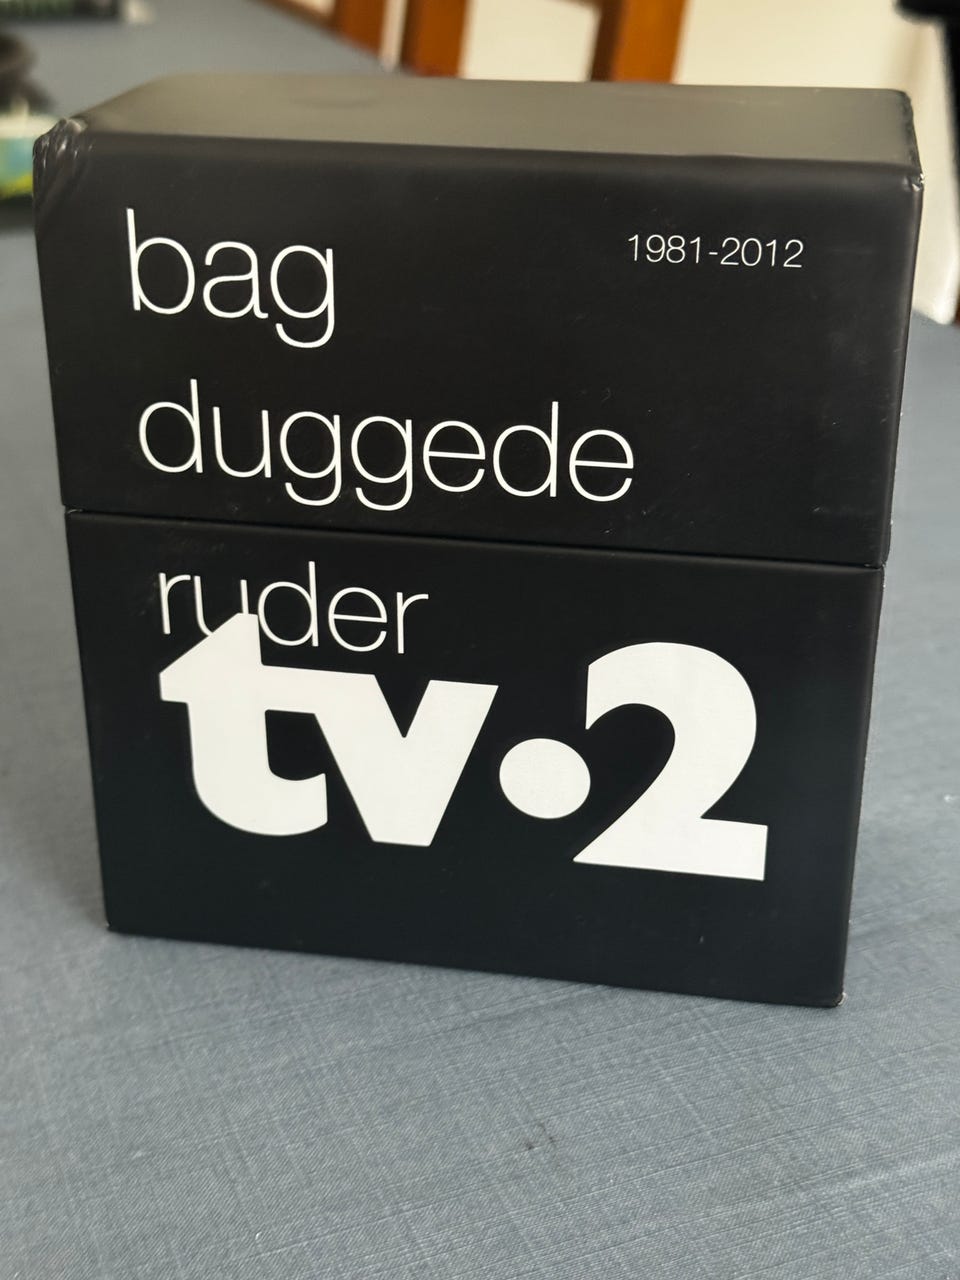 bag
1981-2012
duggede
ruder
tv·2